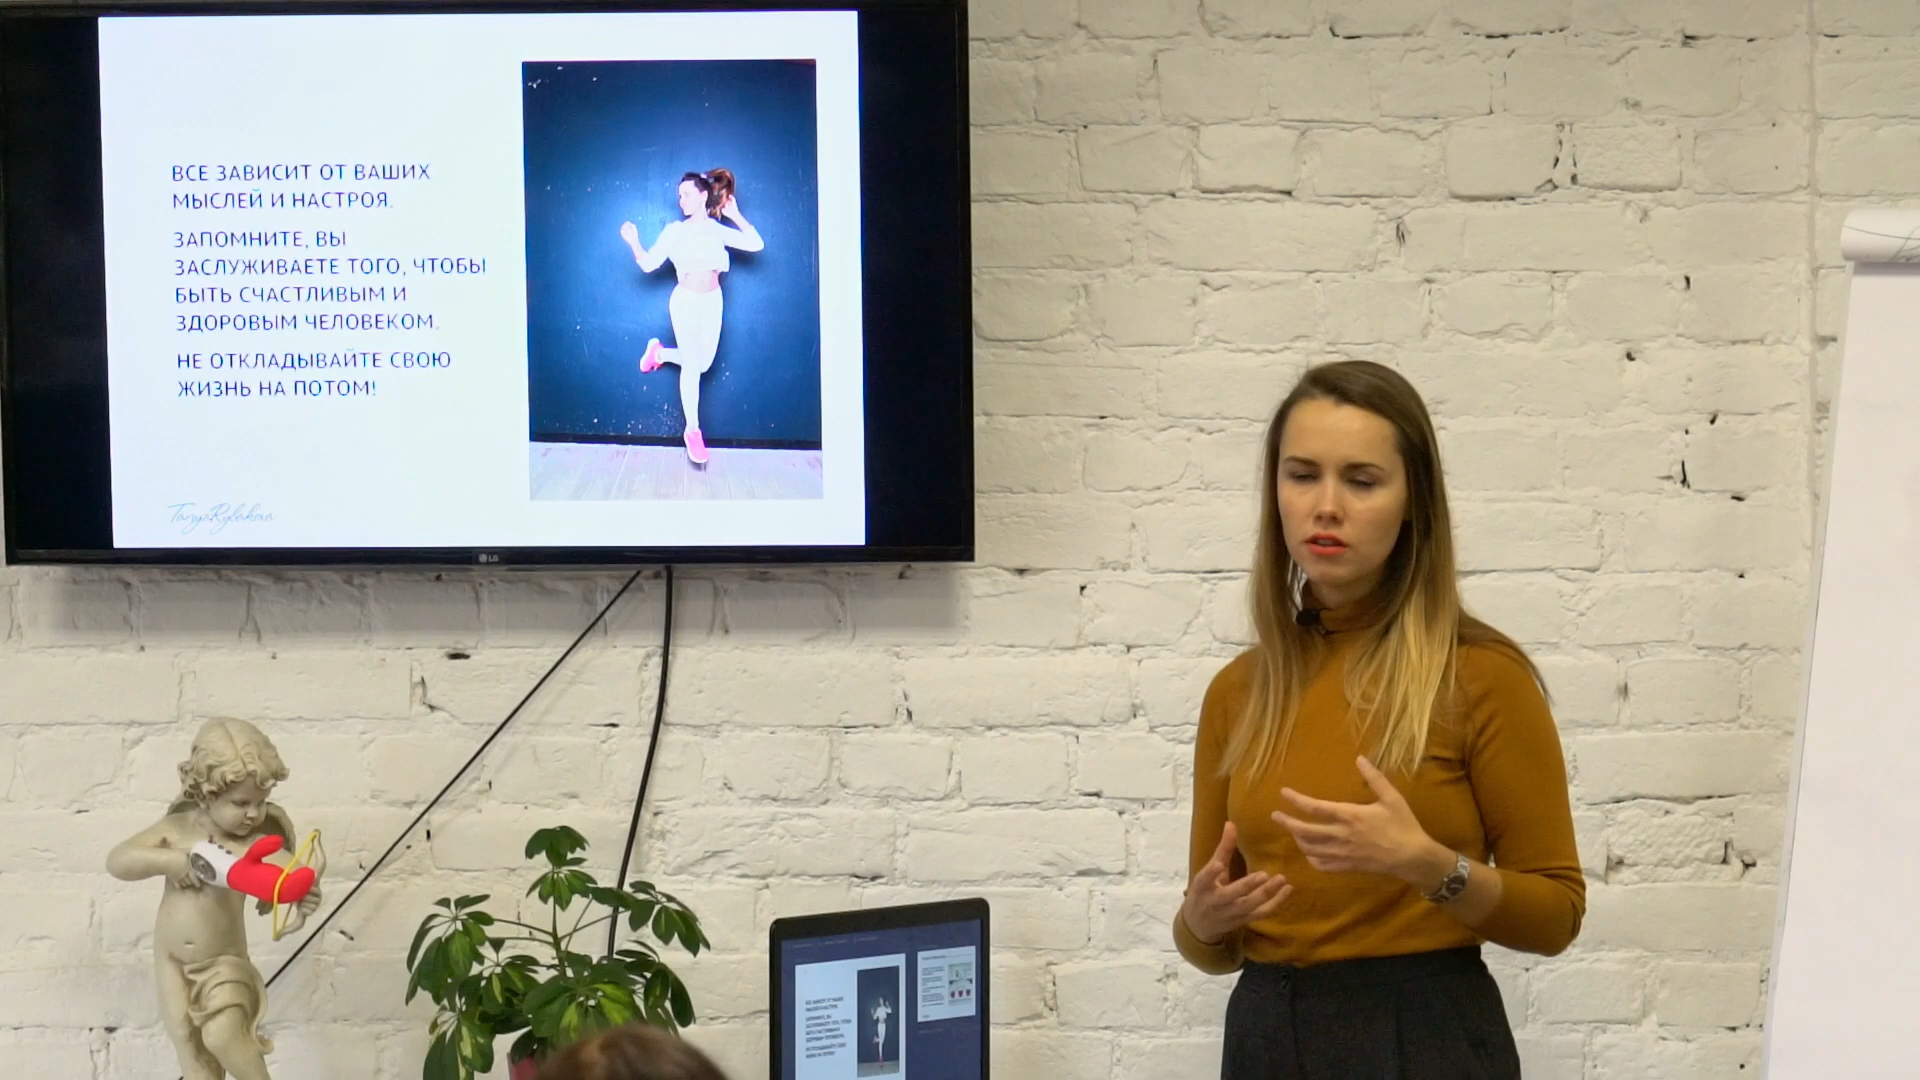 ВСЕ ЗАВИСИТ ОТ ВАШИХ
МЫСЛЕЙ И НАСТРОЯ.
ЗАПОМНИТЕ, ВЫ
ЗАСЛУЖИВАЕТЕ ТОГО, ЧТОБЫ
БЫТЬ СЧАСТЛИВЫМ И
ЗДОРОВЫМ ЧЕЛОВЕКОМ.
НЕ ОТКЛАДЫВАЙТЕ СВОЮ
ЖИЗНЬ НА ПОТОМ!
TanyaRylakova
LG